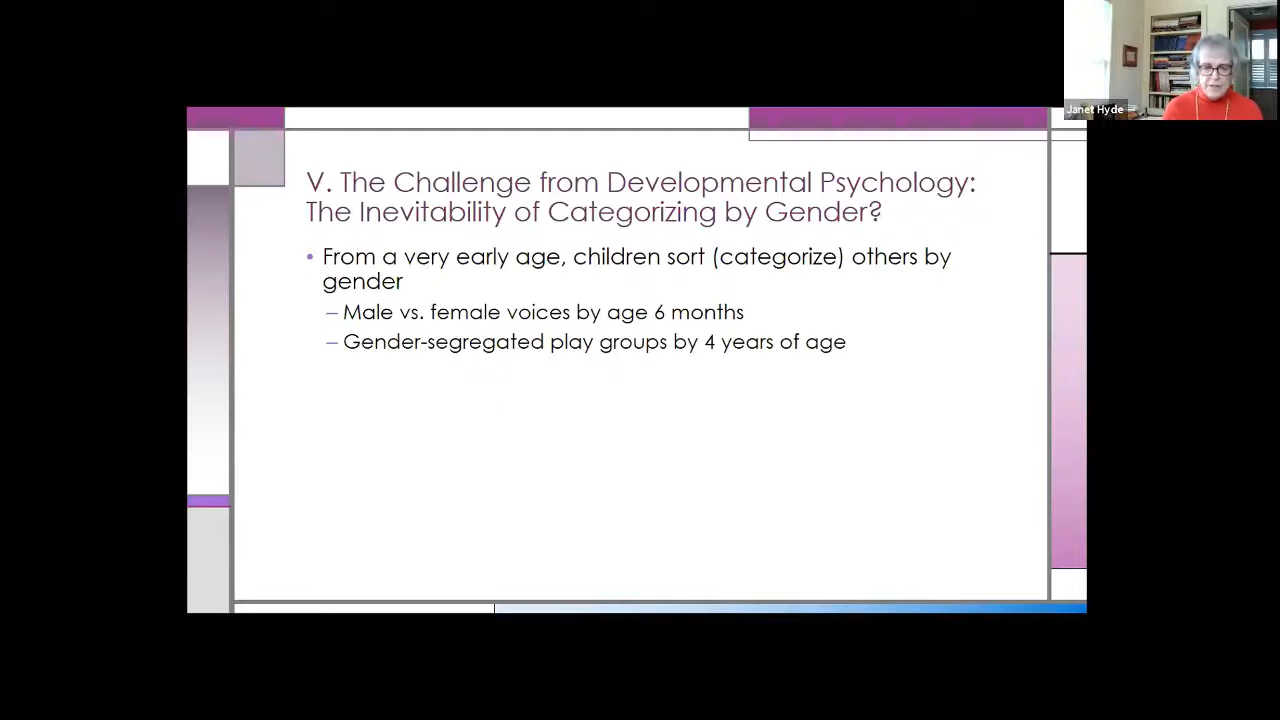 Janet Hyde
V. The Challenge from Developmental Psychology:
The Inevitability of Categorizing by Gender?
• From a very early age, children sort (categorize) others by
gender
– Male vs. female voices by age 6 months
– Gender-segregated play groups by 4 years of age